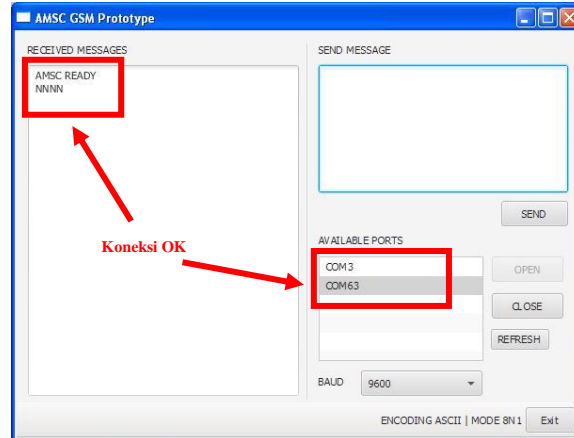 AMSC GSM Prototype
RECEIVED MESSAGES
AMSC READY
NNNN
Koneksi OK
SEND MESSAGE
SEND
AVAILABLE PORTS
COM3
COM63
OPEN
CLOSE
REFRESH
BAUD 9600
ENCODING ASCII | MODE 8N1 Exit